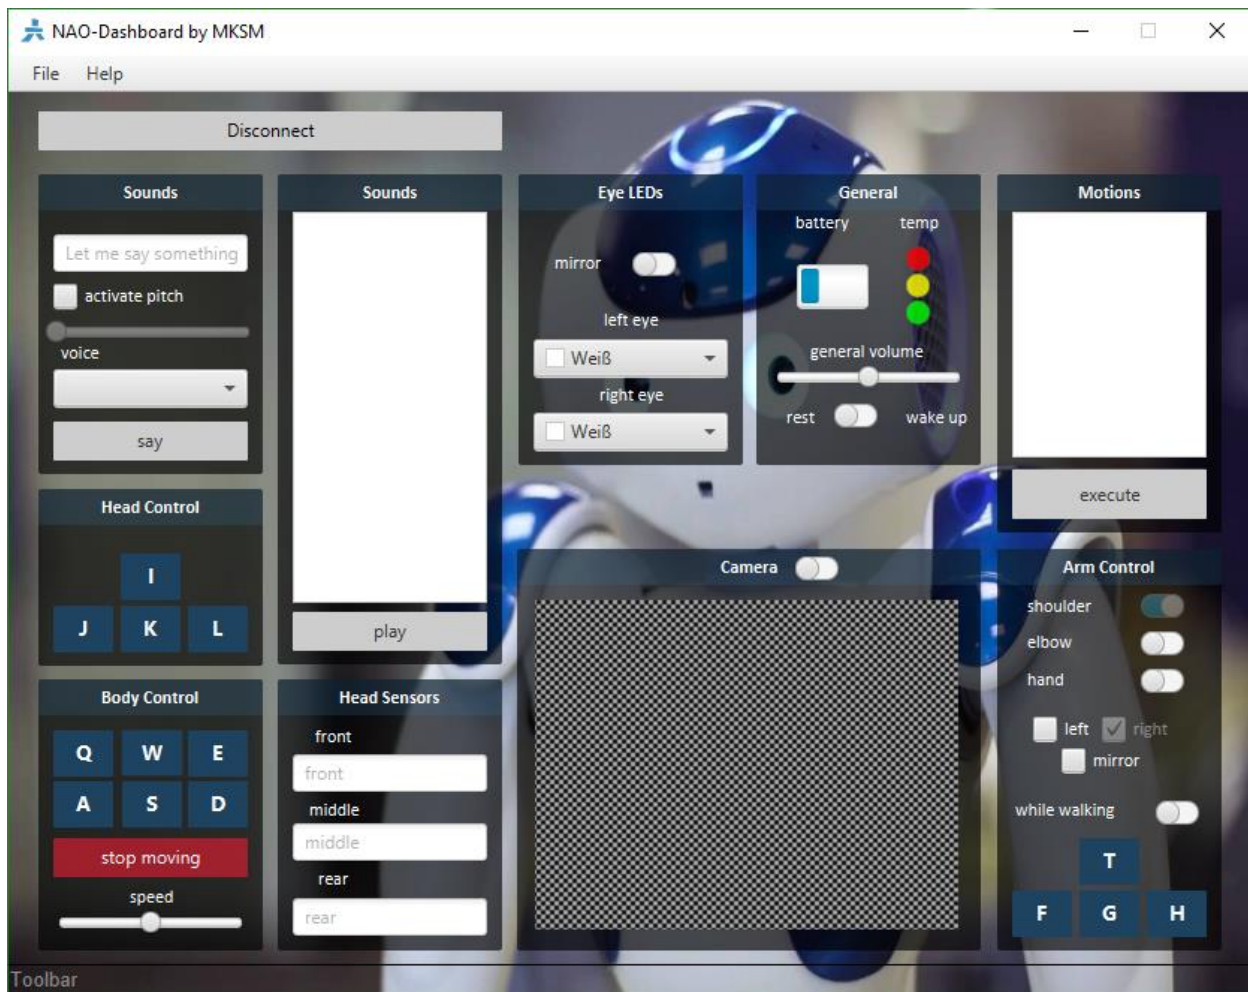 NAO-Dashboard by MKSM
File Help
Disconnect
Sounds
Let me say something
activate pitch
voice
say
Head Control
I
J K L
Body Control
Q W E
A S D
stop moving
speed
Sounds
play
Head Sensors
front
front
middle
middle
rear
rear
Eye LEDs
mirror
left eye
Weiß
right eye
Weiß
General
battery temp
general volume
rest wake up
Camera
Motions
execute
Arm Control
shoulder
elbow
hand
left right
mirror
while walking
T
F G H
Toolbar